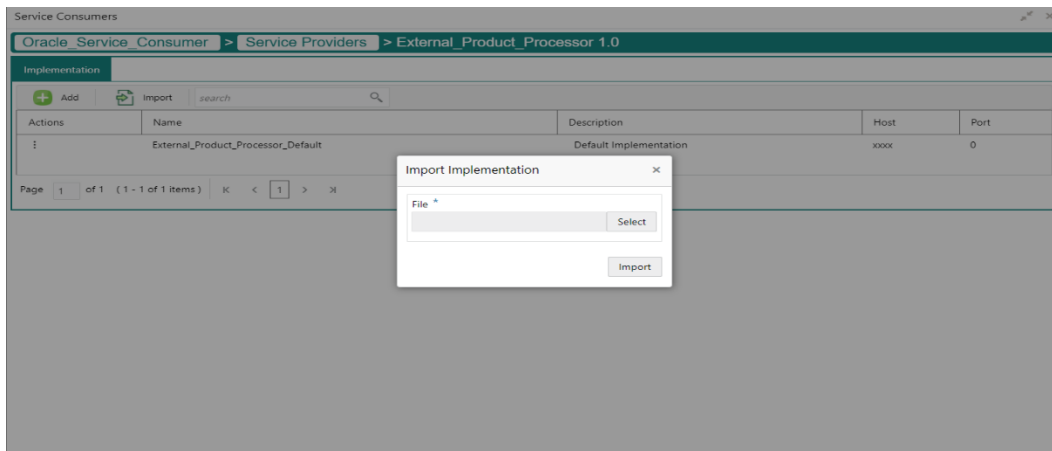 Service Consumers
Oracle_Service_Consumer > Service Providers > External_Product_Processor 1.0
Implementation
Add Import search
Actions Name Description Host Port
External_Product_Processor_Default Default Implementation xxxx 0
Page 1 of 1 (1 - 1 of 1 items) K < 1 > >|
Import Implementation ×
File *
Select
Import